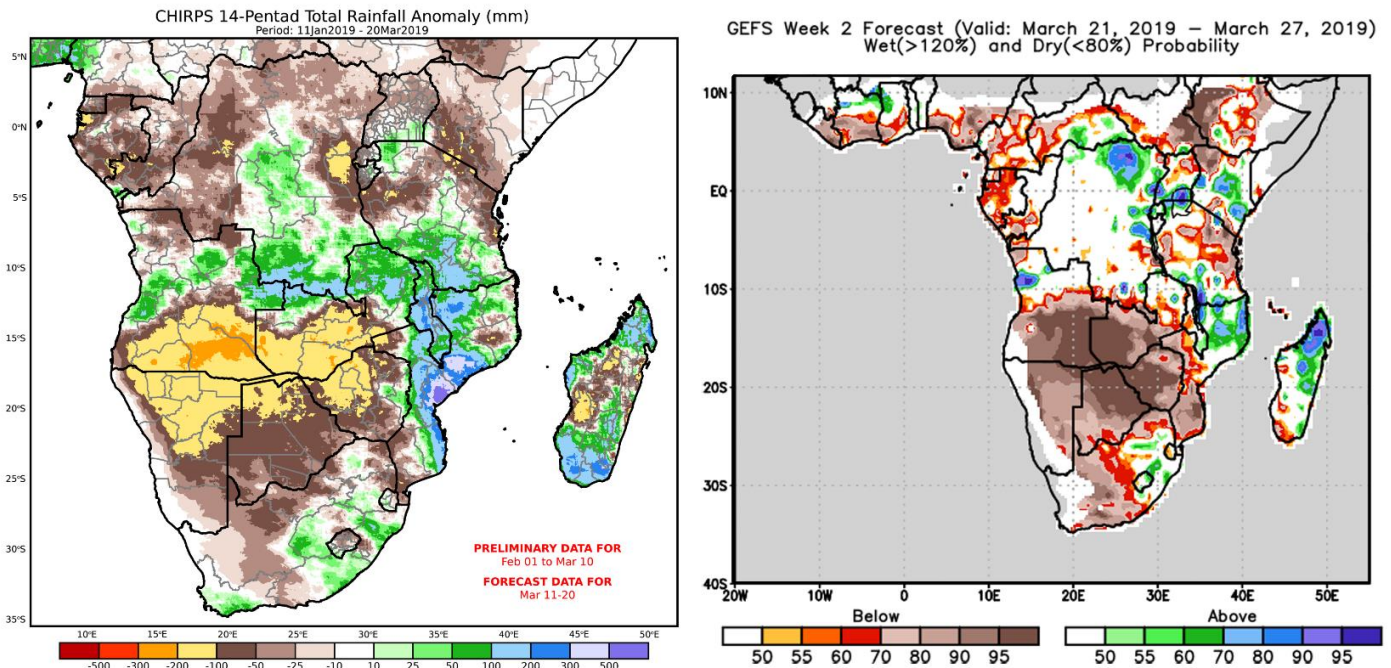 CHIRPS 14-Pentad Total Rainfall Anomaly (mm)
Period: 11Jan2019 - 20Mar2019
5°N
0°N
5°S
10°S
15°S
20°S
25°S
30°S
35°S
PRELIMINARY DATA FOR
Feb 01 to Mar 10
FORECAST DATA FOR
Mar 11-20
10°E 15°E 20°E 25°E 30°E 35°E 40°E 45°E 50°E
-500 -300 -200 -100 -50 -25 -10 10 25 50 100 200 300 500
GEFS Week 2 Forecast (Valid: March 21, 2019 – March 27, 2019)
Wet(>120%) and Dry(<80%) Probability
10N
EQ
10S
20S
30S
40S
20W 10W 0 10E 20E 30E 40E 50E
Below Above
50 55 60 70 80 90 95 50 55 60 70 80 90 95